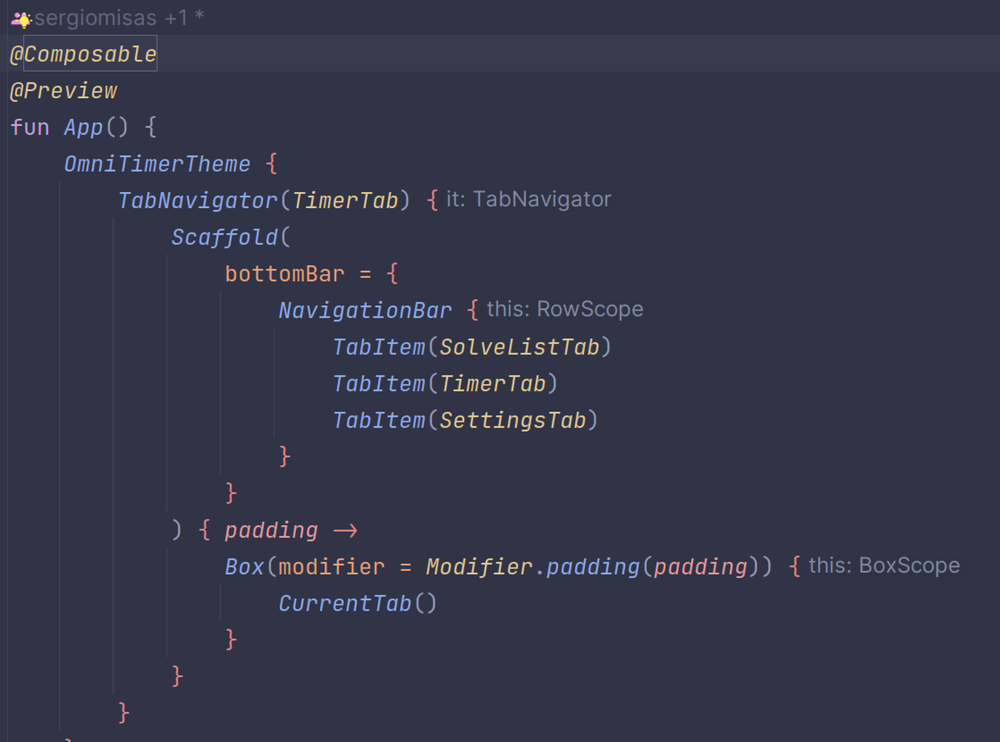 sergiomisas +1 *
@Composable
@Preview
fun App() {
OmniTimerTheme {
TabNavigator(TimerTab) { it: TabNavigator
Scaffold(
bottomBar = {
NavigationBar { this: RowScope
TabItem(SolveListTab)
TabItem(TimerTab)
TabItem(SettingsTab)
}
}
) { padding ->
Box(modifier = Modifier.padding(padding)) { this: BoxScope
CurrentTab()
}
}
}